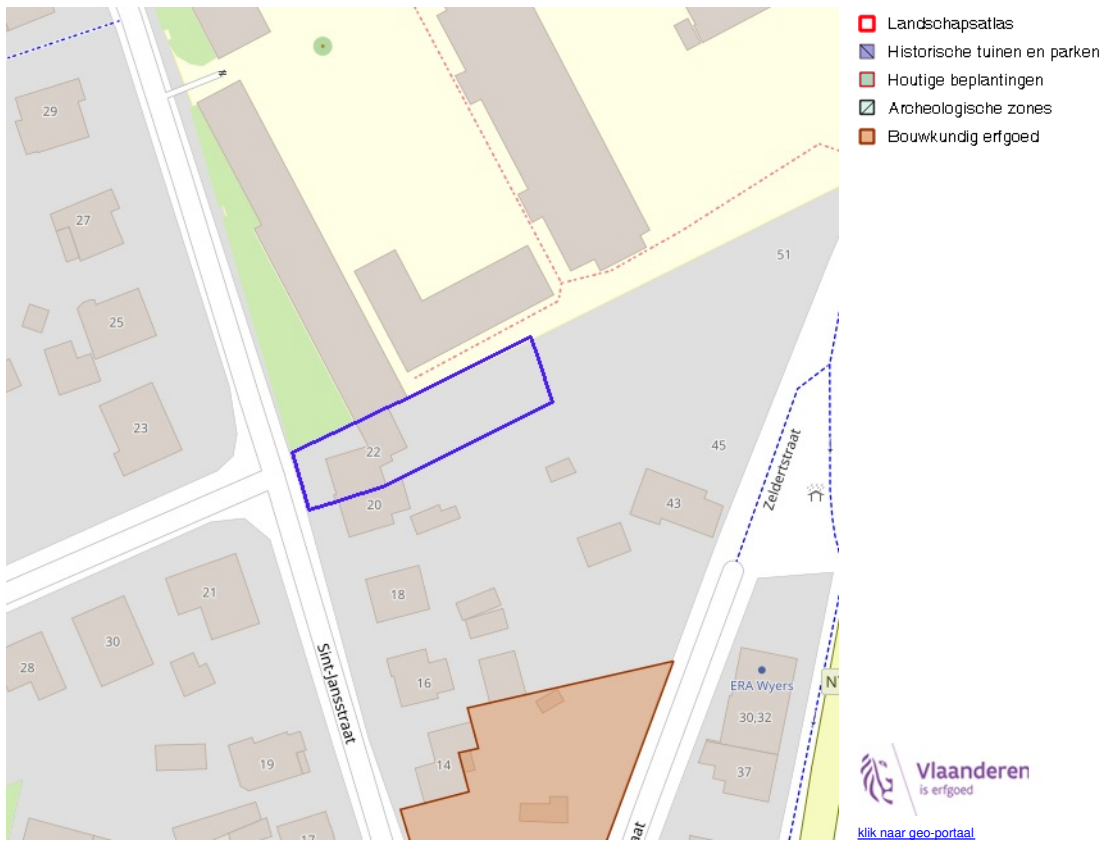 Landschapsatlas
Historische tuinen en parken
Houtige beplantingen
Archeologische zones
Bouwkundig erfgoed
29
27
25
23
51
45
22
20
43
18
21
30
28
16
14
19
17
Sint-Jansstraat
Zeldertstraat
ERA Wyers
30,32
37
aat
Vlaanderen
is erfgoed
klik naar geo-portaal